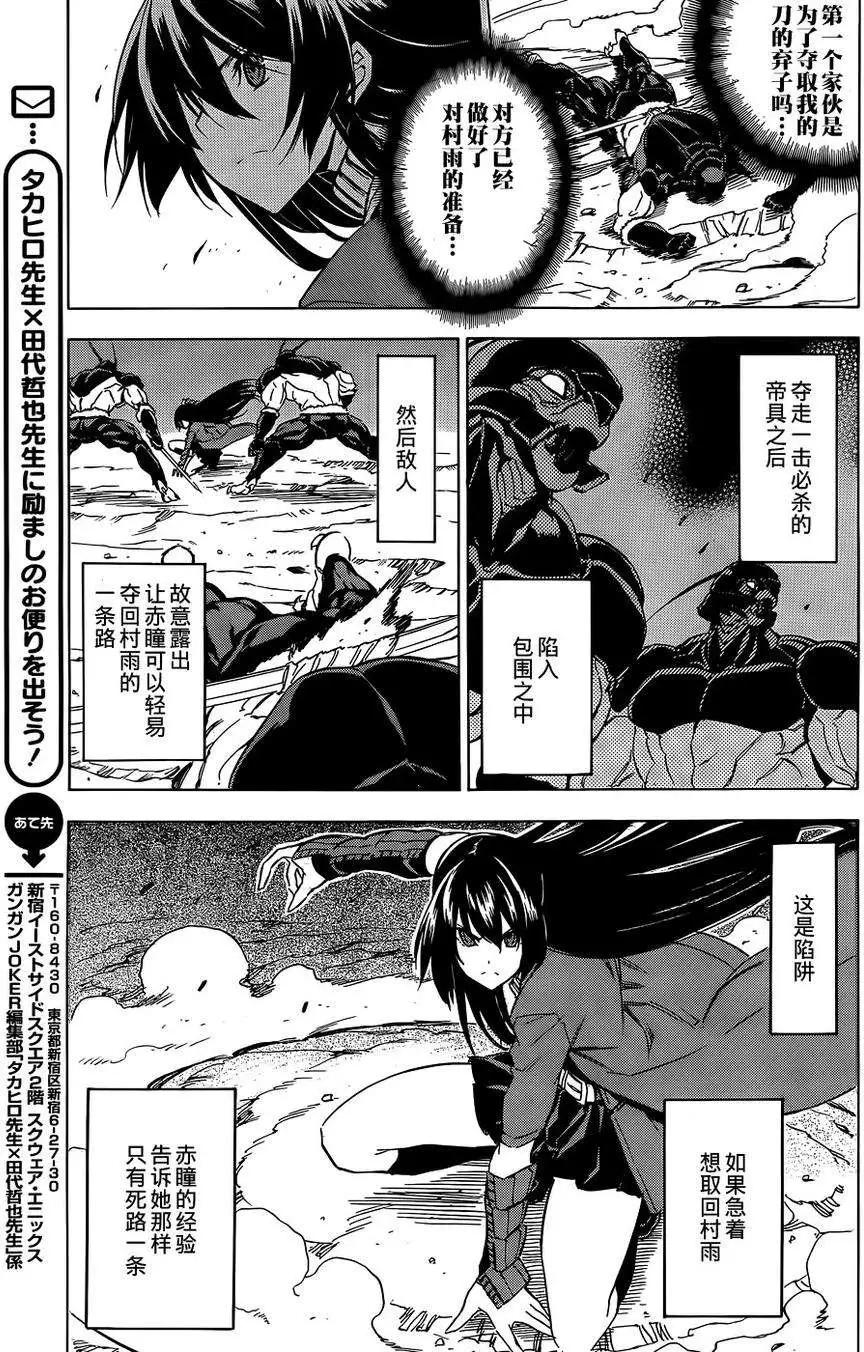 第一个家伙是
为了夺取我的
刀的弃子吗…
对方已经
做好了
对村雨的准备…
夺走一击必杀的
帝具之后
陷入
包围之中
然后敌人
故意露出
让赤瞳可以轻易
夺回村雨的
一条路
这是陷阱
如果急着
想取回村雨
赤瞳的经验
告诉她那样
只有死路一条
…タカヒロ先生×田代哲也先生に励ましのお便りを出そう！
あて先
〒160-8430 東京都新宿区新宿6-27-30
新宿イーストサイドスクエア2階 スクウェア・エニックス
ガンガンJOKER編集部「タカヒロ先生×田代哲也先生」係